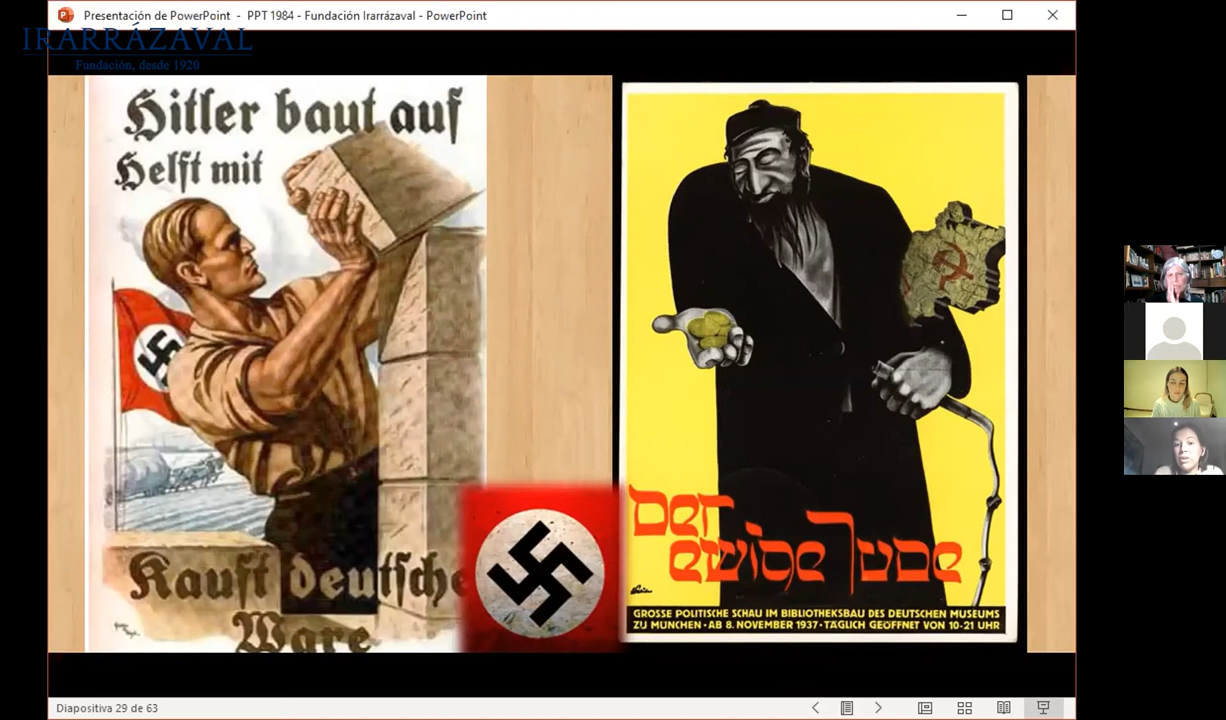 Presentación de PowerPoint - PPT 1984 - Fundación Irarrázaval - PowerPoint
IRARRÁZAVAL
Fundación, desde 1920
Hitler baut auf
Helft mit
Kauft deutsche
Ware
Der
ewige Jude
GROSSE POLITISCHE SCHAU IM BIBLIOTHEKSBAU DES DEUTSCHEN MUSEUMS
ZU MÜNCHEN · AB 8. NOVEMBER 1937 · TÄGLICH GEÖFFNET VON 10-21 UHR
Diapositiva 29 de 63